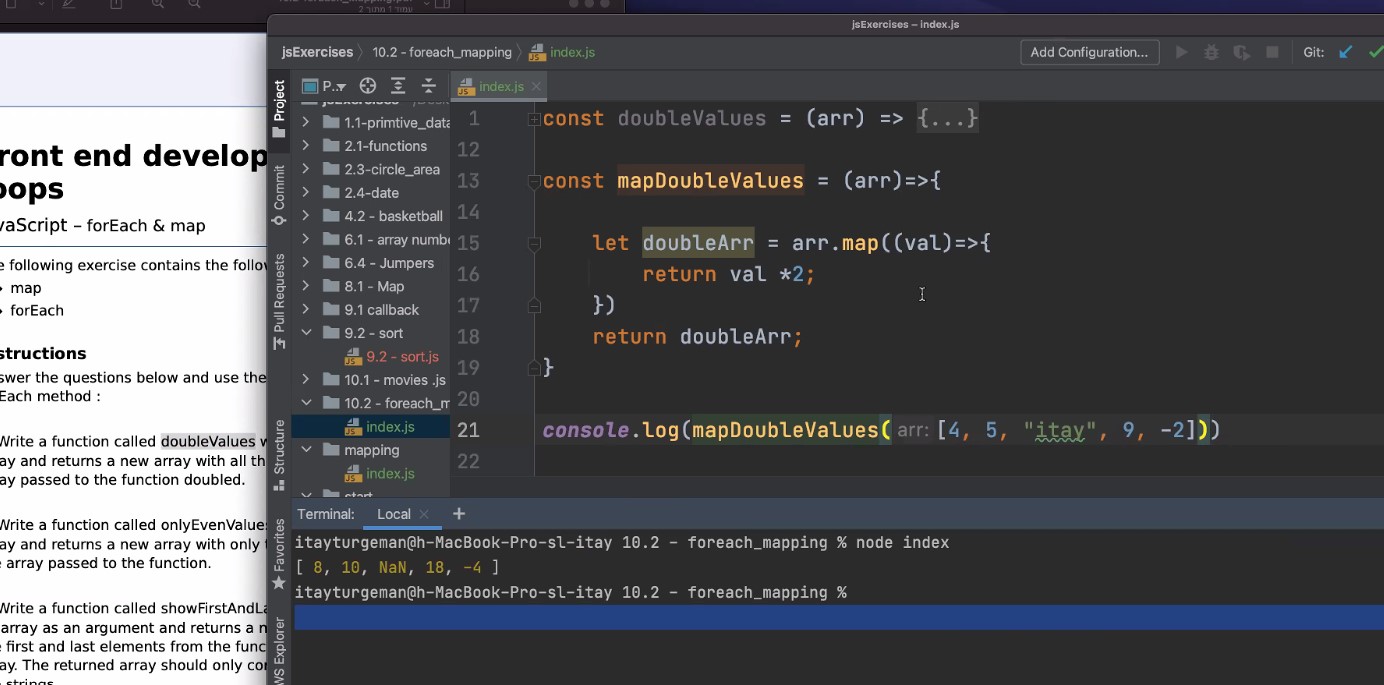 jsExercises – index.js
jsExercises 10.2 - foreach_mapping index.js Add Configuration... Git:
Project P.. index.js
Commit
Pull Requests
Structure
Favorites
1.1-primtive_data
2.1-functions
2.3-circle_area
2.4-date
4.2 - basketball
6.1 - array numbe
6.4 - Jumpers
8.1 - Map
9.1 callback
9.2 - sort
9.2 - sort.js
10.1 - movies .js
10.2 - foreach_m
index.js
mapping
index.js
start
1 const doubleValues = (arr) => {...}
12
13 const mapDoubleValues = (arr)=>{
14
15 let doubleArr = arr.map((val)=>{
16 return val *2;
17 })
18 return doubleArr;
19 }
20
21 console.log(mapDoubleValues( arr: [4, 5, "itay", 9, -2]))
22
Terminal: Local +
itayturgeman@h-MacBook-Pro-sl-itay 10.2 - foreach_mapping % node index
[ 8, 10, NaN, 18, -4 ]
itayturgeman@h-MacBook-Pro-sl-itay 10.2 - foreach_mapping %
ront end develop
oops
vaScript – forEach & map
e following exercise contains the follow
map
forEach
structions
swer the questions below and use the
Each method :
Write a function called doubleValues w
ay and returns a new array with all th
ay passed to the function doubled.
Write a function called onlyEvenValues
ay and returns a new array with only
e array passed to the function.
Write a function called showFirstAndLa
array as an argument and returns a n
e first and last elements from the func
ay. The returned array should only con
strings